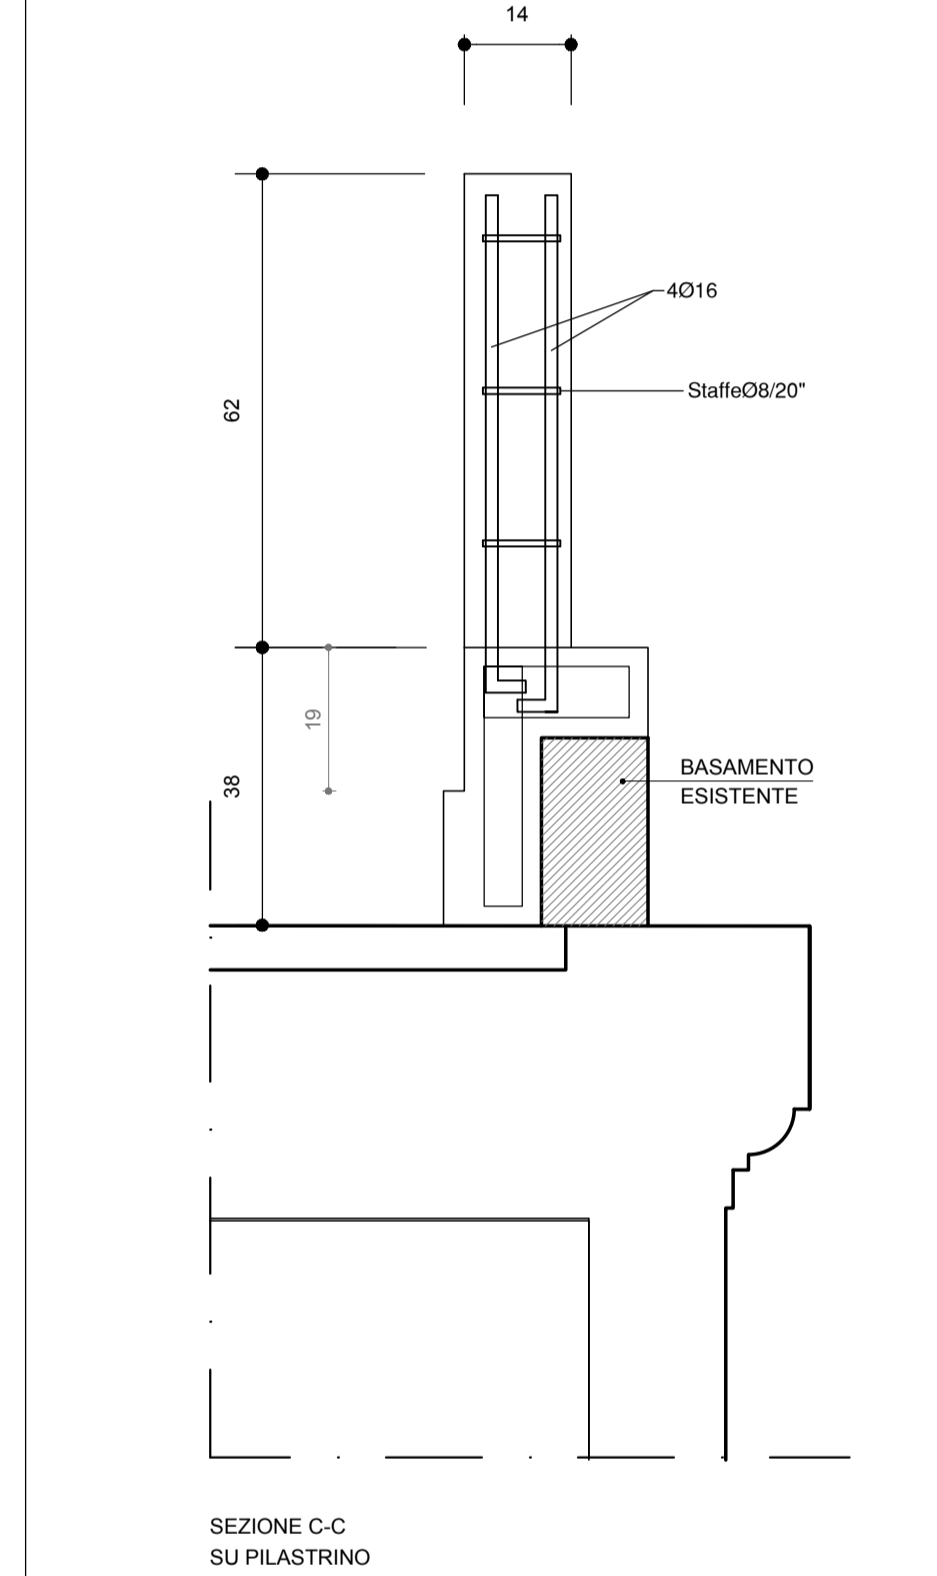 14
4Ø16
StaffeØ8/20"
62
19
38
BASAMENTO
ESISTENTE
SEZIONE C-C
SU PILASTRINO